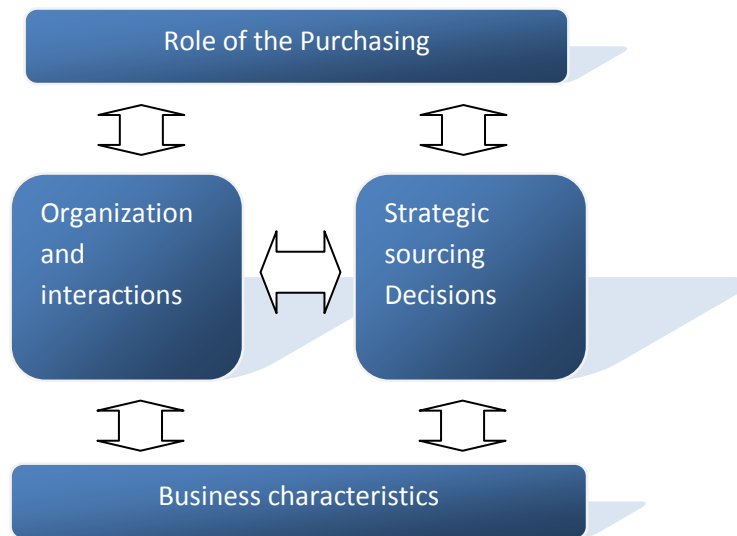 Role of the Purchasing
Organization
and
interactions
Strategic
sourcing
Decisions
Business characteristics